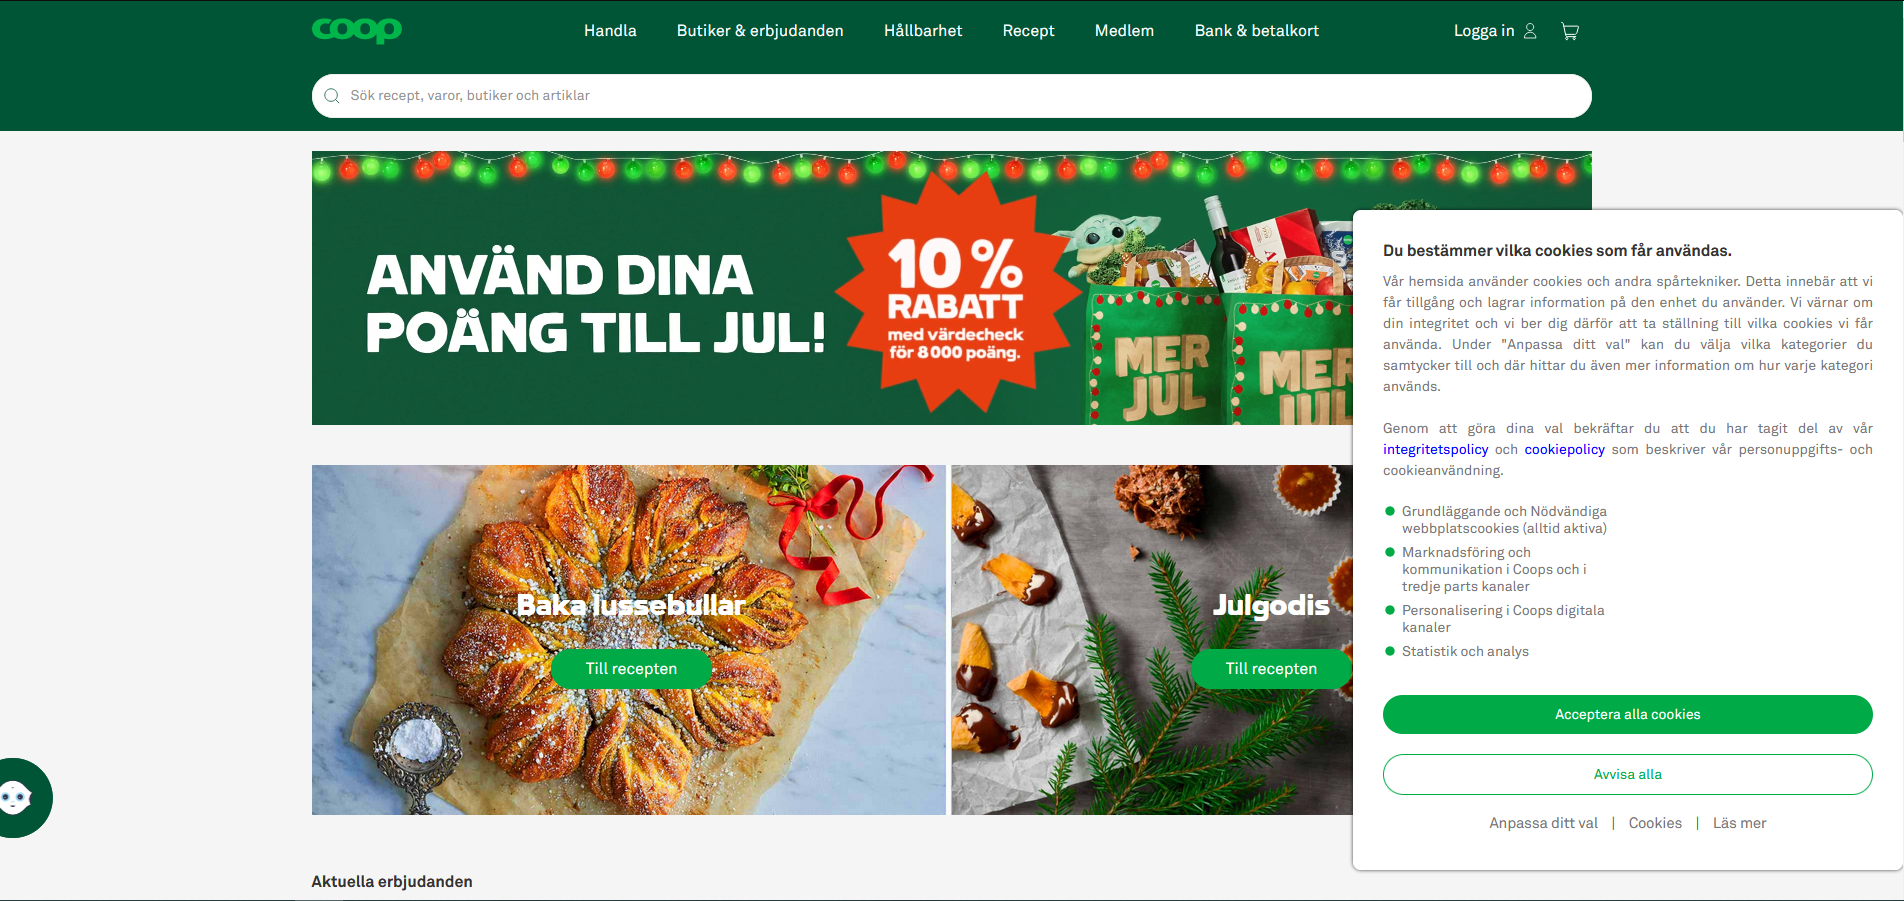 coop
Handla
Butiker & erbjudanden
Hållbarhet
Recept
Medlem
Bank & betalkort
Logga in
Sök recept, varor, butiker och artiklar
ANVÄND DINA
POÄNG TILL JUL!
10 %
RABATT
med värdecheck
för 8 000 poäng.
MER
JUL
MER
JUL
Baka lussebullar
Till recepten
Julgodis
Till recepten
Du bestämmer vilka cookies som får användas.
Vår hemsida använder cookies och andra spårtekniker. Detta innebär att vi
får tillgång och lagrar information på den enhet du använder. Vi värnar om
din integritet och vi ber dig därför att ta ställning till vilka cookies vi får
använda. Under "Anpassa ditt val" kan du välja vilka kategorier du
samtycker till och där hittar du även mer information om hur varje kategori
används.
Genom att göra dina val bekräftar du att du har tagit del av vår
integritetspolicy och cookiepolicy som beskriver vår personuppgifts- och
cookieanvändning.
Grundläggande och Nödvändiga
webbplatscookies (alltid aktiva)
Marknadsföring och
kommunikation i Coops och i
tredje parts kanaler
Personalisering i Coops digitala
kanaler
Statistik och analys
Acceptera alla cookies
Avvisa alla
Anpassa ditt val | Cookies | Läs mer
Aktuella erbjudanden